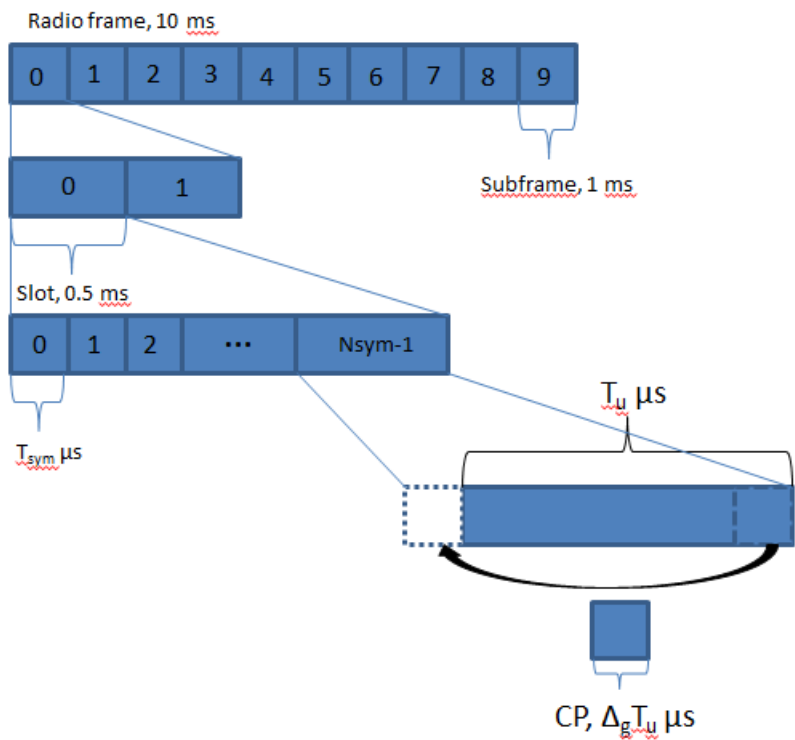 Radio frame, 10 ms
0 1 2 3 4 5 6 7 8 9
0 1
Subframe, 1 ms
Slot, 0.5 ms
0 1 2 ... Nsym-1
Tᵤ μs
Tsym μs
CP, ΔgTᵤ μs